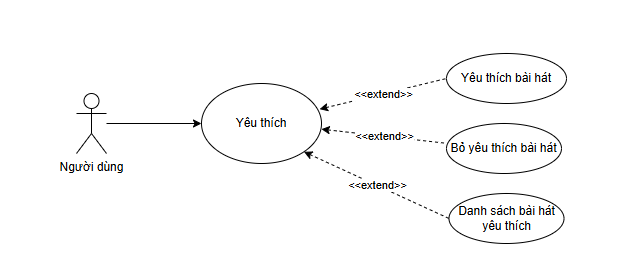 Yêu thích bài hát
<<extend>>
Yêu thích
<<extend>>
Bỏ yêu thích bài hát
Người dùng
<<extend>>
Danh sách bài hát
yêu thích